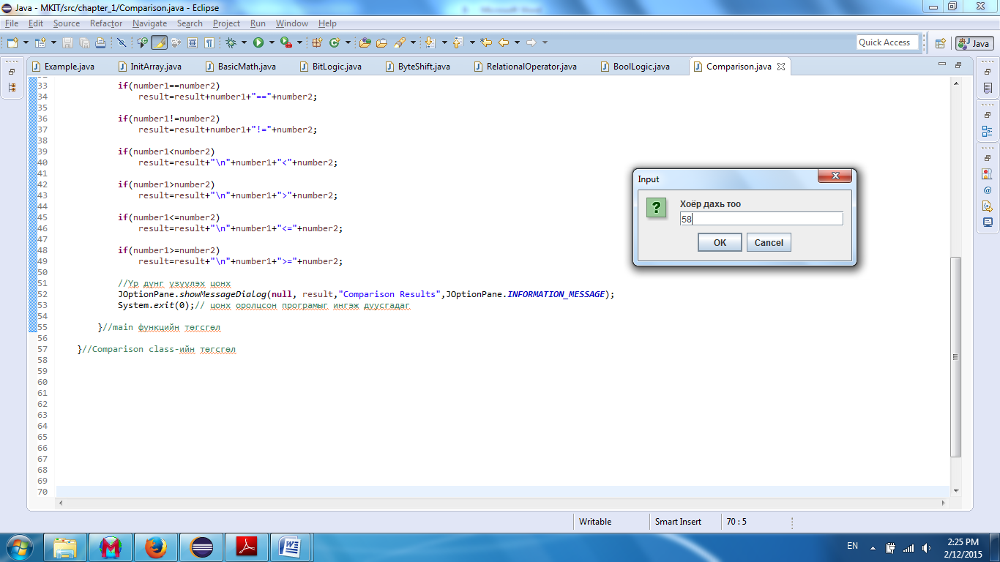 Java - MKIT/src/chapter_1/Comparison.java - Eclipse
File Edit Source Refactor Navigate Search Project Run Window Help
Quick Access Java
Example.java InitArray.java BasicMath.java BitLogic.java ByteShift.java RelationalOperator.java BoolLogic.java Comparison.java
33 if(number1==number2)
34 result=result+number1+"=="+number2;
35
36 if(number1!=number2)
37 result=result+number1+"!="+number2;
38
39 if(number1<number2)
40 result=result+"\n"+number1+"<"+number2;
41
42 if(number1>number2)
43 result=result+"\n"+number1+">"+number2;
44
45 if(number1<=number2)
46 result=result+"\n"+number1+"<="+number2;
47
48 if(number1>=number2)
49 result=result+"\n"+number1+">="+number2;
50
51 //Үр дүнг үзүүлэх цонх
52 JOptionPane.showMessageDialog(null, result,"Comparison Results",JOptionPane.INFORMATION_MESSAGE);
53 System.exit(0);// цонх оролцсон програмыг ингэж дуусгадаг
54
55 }//main функцийн төгсгөл
56
57 }//Comparison class-ийн төгсгөл
58
59
60
61
62
63
64
65
66
67
68
69
70
Input
Хоёр дахь тоо
58
OK Cancel
Writable Smart Insert 70 : 5
EN 2:25 PM
2/12/2015